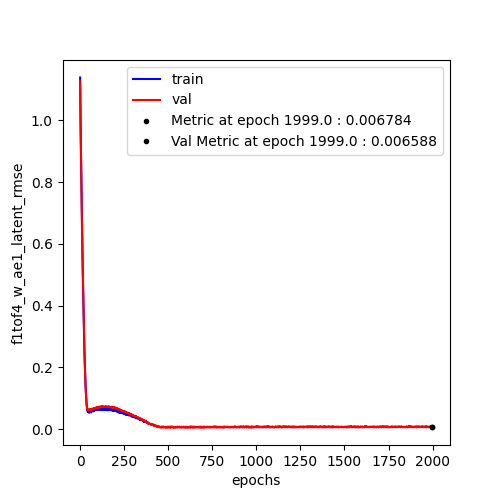 train
val
Metric at epoch 1999.0 : 0.006784
Val Metric at epoch 1999.0 : 0.006588
f1tof4_w_ae1_latent_rmse
1.0
0.8
0.6
0.4
0.2
0.0
0 250 500 750 1000 1250 1500 1750 2000
epochs